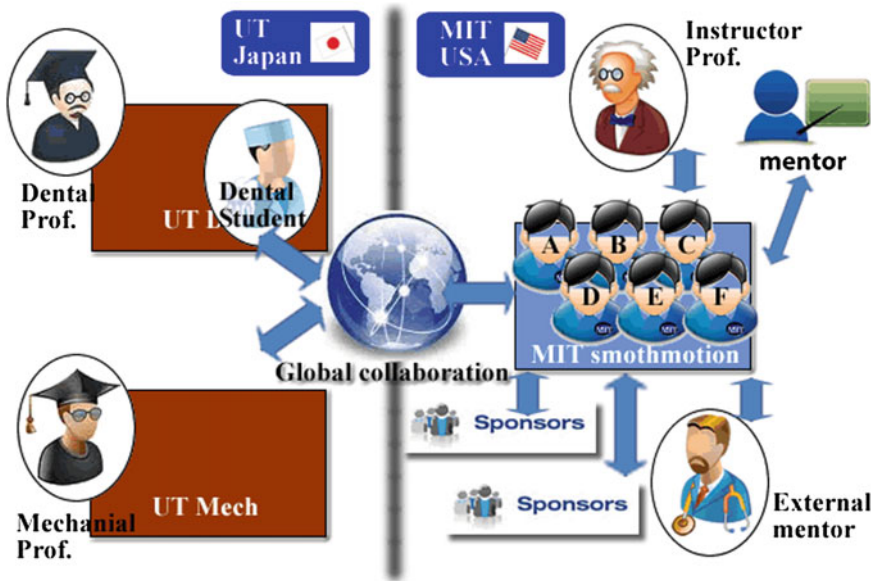 UT
Japan
MIT
USA
Instructor
Prof.
mentor
Dental
Prof.
Dental
Student
UT
A
B
C
D
E
F
MIT smothmotion
Global collaboration
Sponsors
Sponsors
UT Mech
Mechanial
Prof.
External
mentor